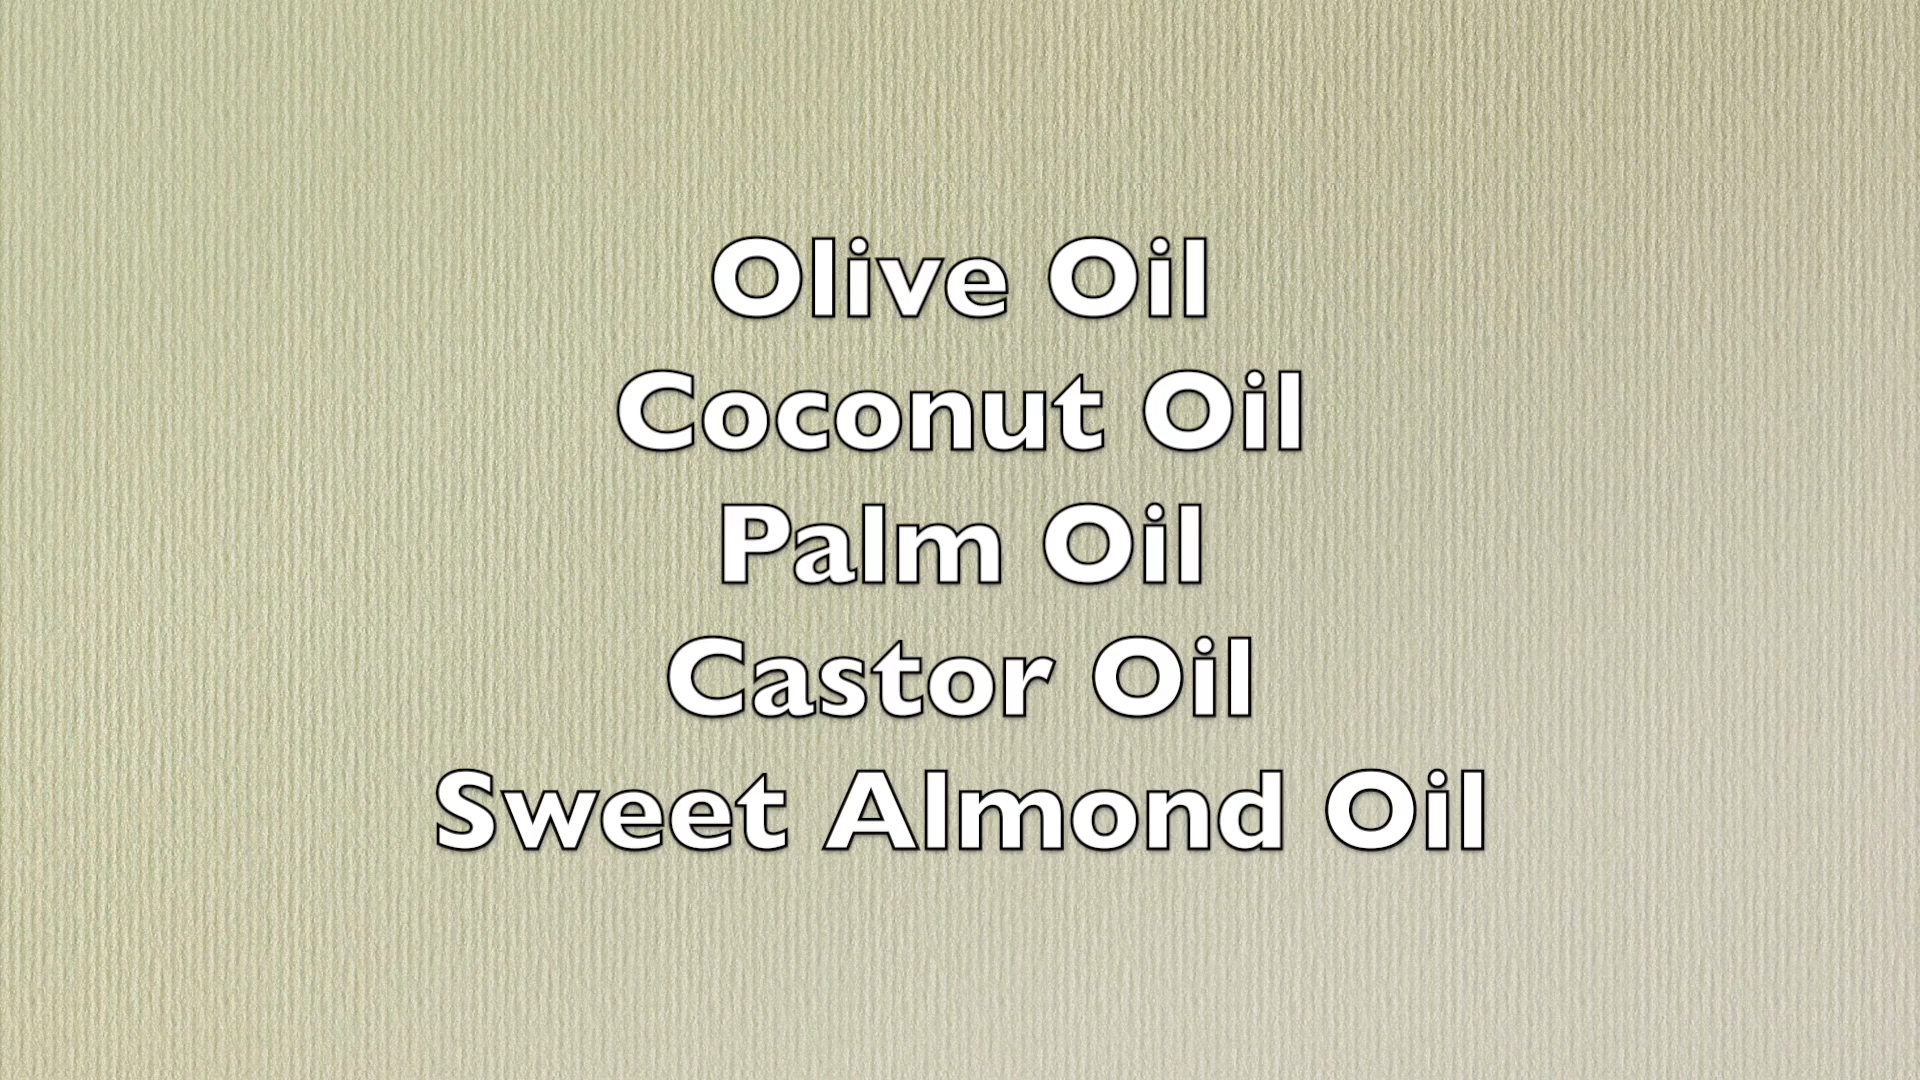 Olive Oil
Coconut Oil
Palm Oil
Castor Oil
Sweet Almond Oil